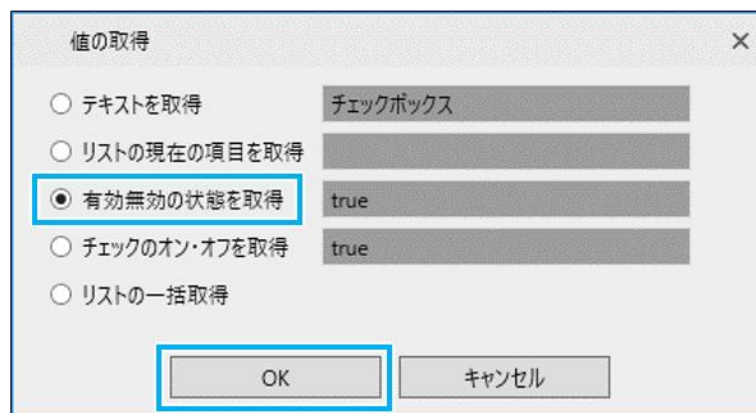 値の取得
テキストを取得 チェックボックス
リストの現在の項目を取得
有効無効の状態を取得 true
チェックのオン・オフを取得 true
リストの一括取得
OK キャンセル